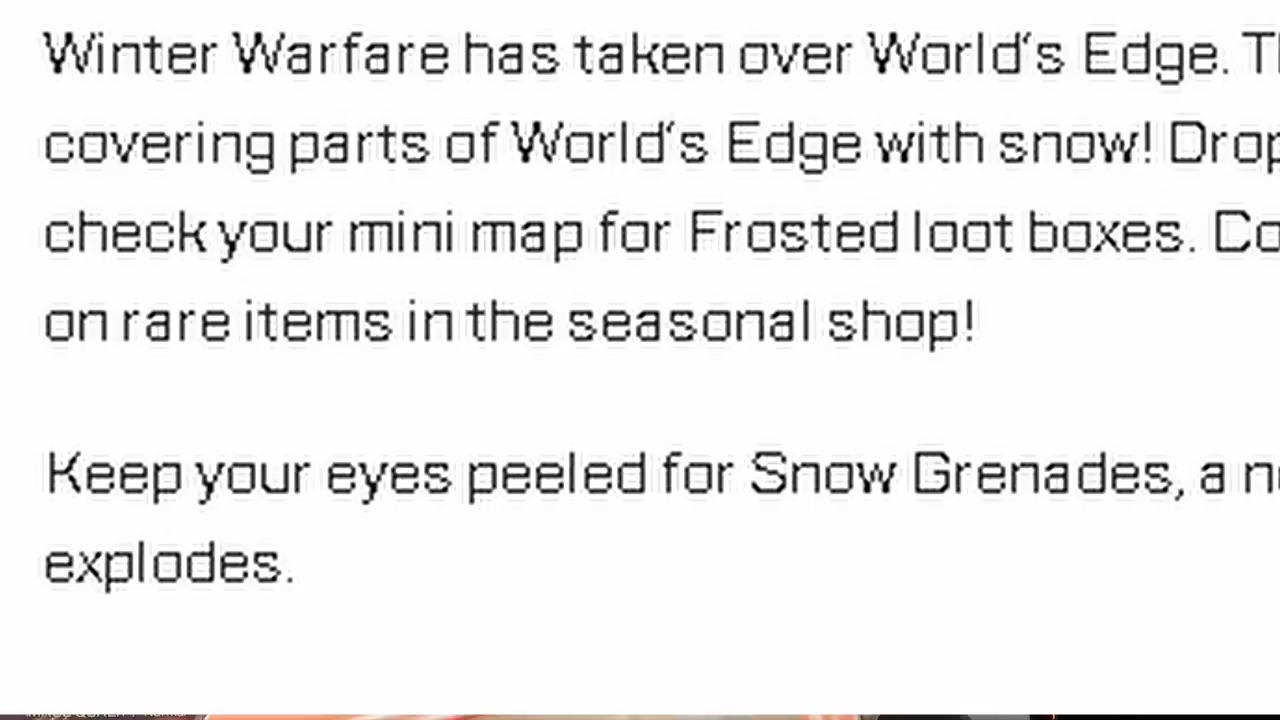 Winter Warfare has taken over World's Edge.
covering parts of World's Edge with snow!
check your mini map for Frosted loot boxes.
on rare items in the seasonal shop!
Keep your eyes peeled for Snow Grenades, a
explodes.